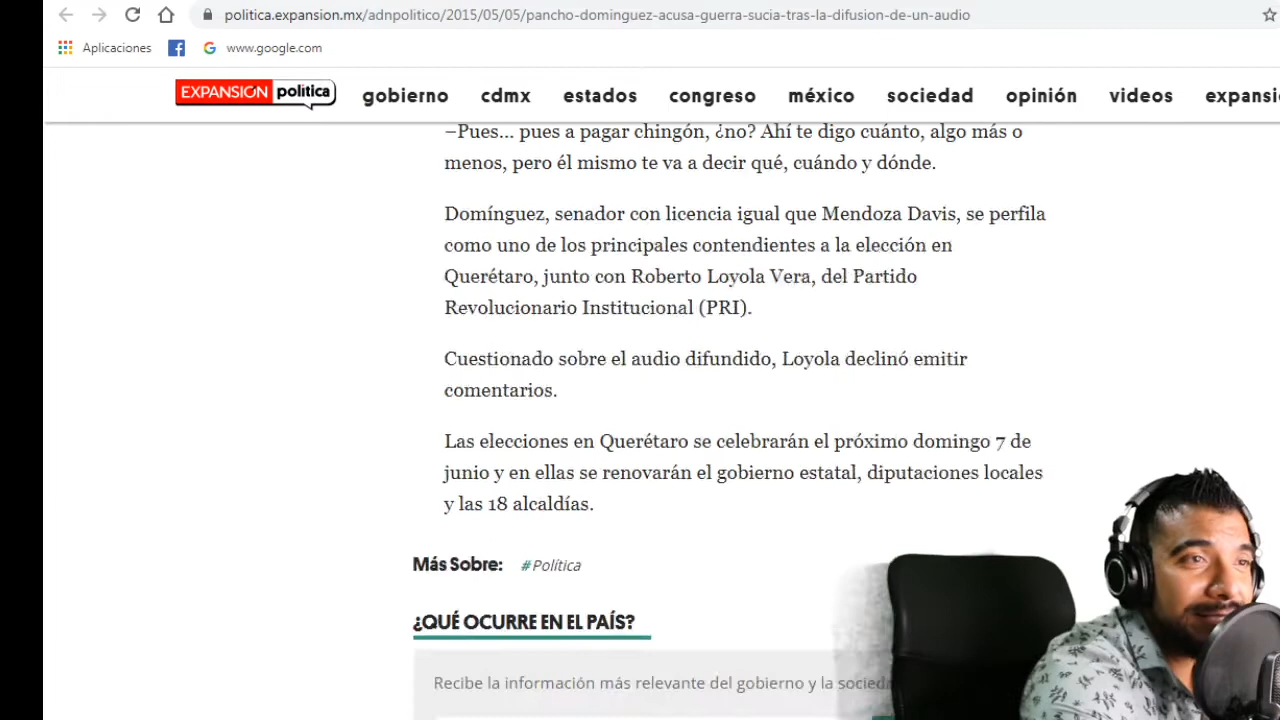 politica.expansion.mx/adnpolitico/2015/05/05/pancho-dominguez-acusa-guerra-sucia-tras-la-difusion-de-un-audio
Aplicaciones www.google.com
EXPANSIÓN política gobierno cdmx estados congreso méxico sociedad opinión videos expansi
–Pues... pues a pagar chingón, ¿no? Ahí te digo cuánto, algo más o
menos, pero él mismo te va a decir qué, cuándo y dónde.
Domínguez, senador con licencia igual que Mendoza Davis, se perfila
como uno de los principales contendientes a la elección en
Querétaro, junto con Roberto Loyola Vera, del Partido
Revolucionario Institucional (PRI).
Cuestionado sobre el audio difundido, Loyola declinó emitir
comentarios.
Las elecciones en Querétaro se celebrarán el próximo domingo 7 de
junio y en ellas se renovarán el gobierno estatal, diputaciones locales
y las 18 alcaldías.
Más Sobre: #Política
¿QUÉ OCURRE EN EL PAÍS?
Recibe la información más relevante del gobierno y la socieda